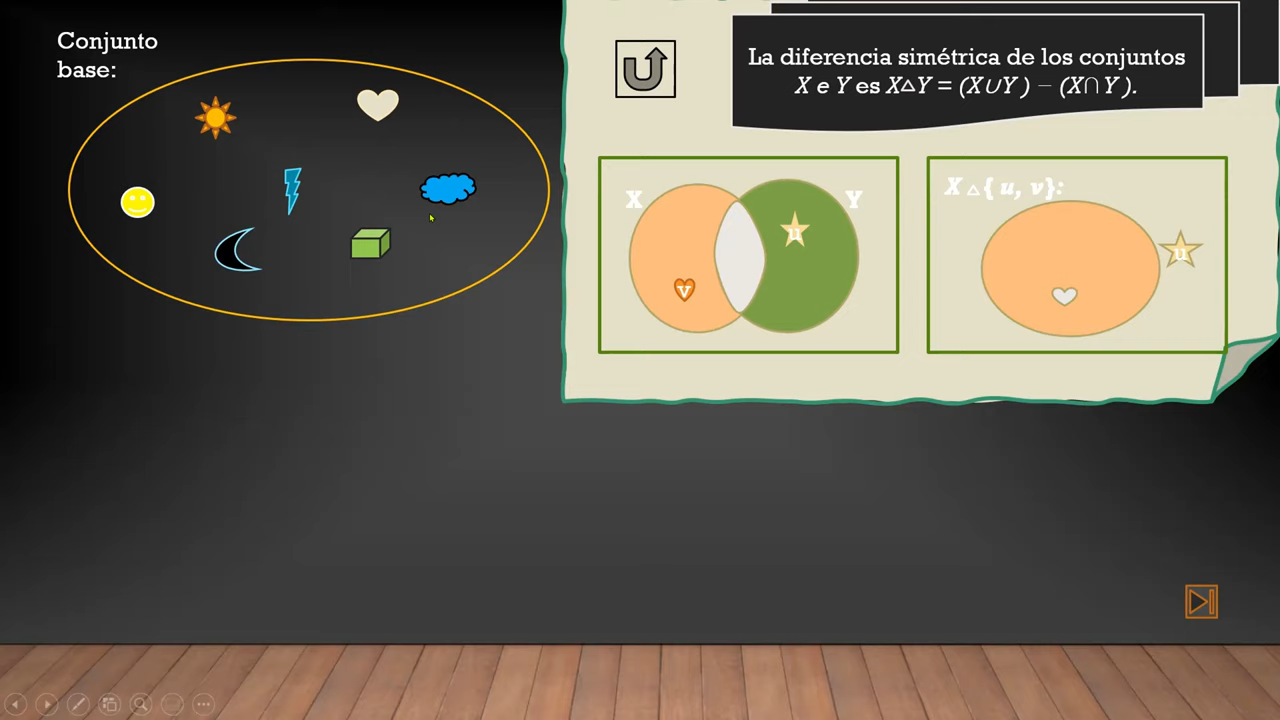 Conjunto
base:
La diferencia simétrica de los conjuntos
X e Y es X△Y = (X∪Y ) − (X∩Y ).
X
Y
u
v
X △{ u, v}:
u